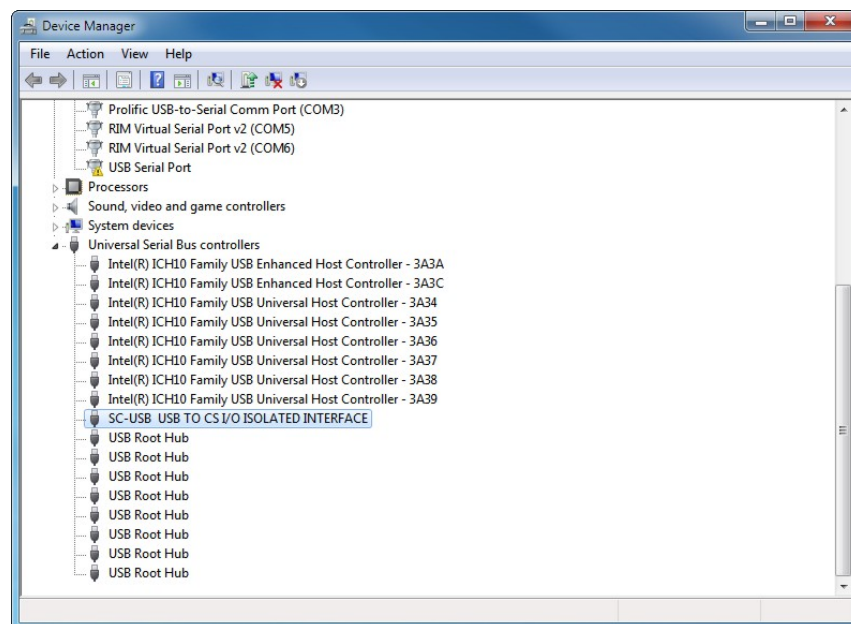 Device Manager
File Action View Help
Prolific USB-to-Serial Comm Port (COM3)
RIM Virtual Serial Port v2 (COM5)
RIM Virtual Serial Port v2 (COM6)
USB Serial Port
Processors
Sound, video and game controllers
System devices
Universal Serial Bus controllers
Intel(R) ICH10 Family USB Enhanced Host Controller - 3A3A
Intel(R) ICH10 Family USB Enhanced Host Controller - 3A3C
Intel(R) ICH10 Family USB Universal Host Controller - 3A34
Intel(R) ICH10 Family USB Universal Host Controller - 3A35
Intel(R) ICH10 Family USB Universal Host Controller - 3A36
Intel(R) ICH10 Family USB Universal Host Controller - 3A37
Intel(R) ICH10 Family USB Universal Host Controller - 3A38
Intel(R) ICH10 Family USB Universal Host Controller - 3A39
SC-USB  USB TO CS I/O ISOLATED INTERFACE
USB Root Hub
USB Root Hub
USB Root Hub
USB Root Hub
USB Root Hub
USB Root Hub
USB Root Hub
USB Root Hub